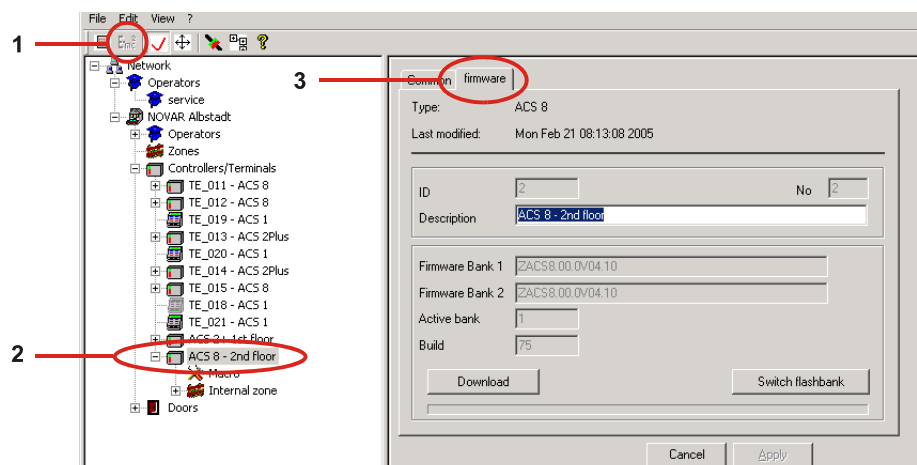 File Edit View ?
1
E=mc²
Network
Operators
service
NOVAR Albstadt
Operators
Zones
Controllers/Terminals
TE_011 - ACS 8
TE_012 - ACS 8
TE_019 - ACS 1
TE_013 - ACS 2Plus
TE_020 - ACS 1
TE_014 - ACS 2Plus
TE_015 - ACS 8
TE_018 - ACS 1
TE_021 - ACS 1
ACS 2+ 1st floor
2
ACS 8 - 2nd floor
Macro
Internal zone
Doors
3
Common firmware
Type: ACS 8
Last modified: Mon Feb 21 08:13:08 2005
ID 2 No 2
Description ACS 8 - 2nd floor
Firmware Bank 1 ZACS8.00.0V04.10
Firmware Bank 2 ZACS8.00.0V04.10
Active bank 1
Build 75
Download Switch flashbank
Cancel Apply